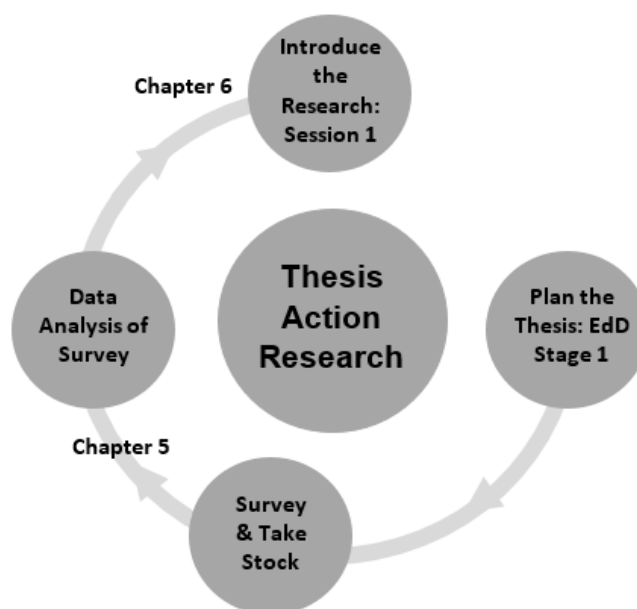 Introduce
the
Research:
Session 1
Chapter 6
Thesis
Action
Research
Data
Analysis of
Survey
Plan the
Thesis: EdD
Stage 1
Chapter 5
Survey
& Take
Stock